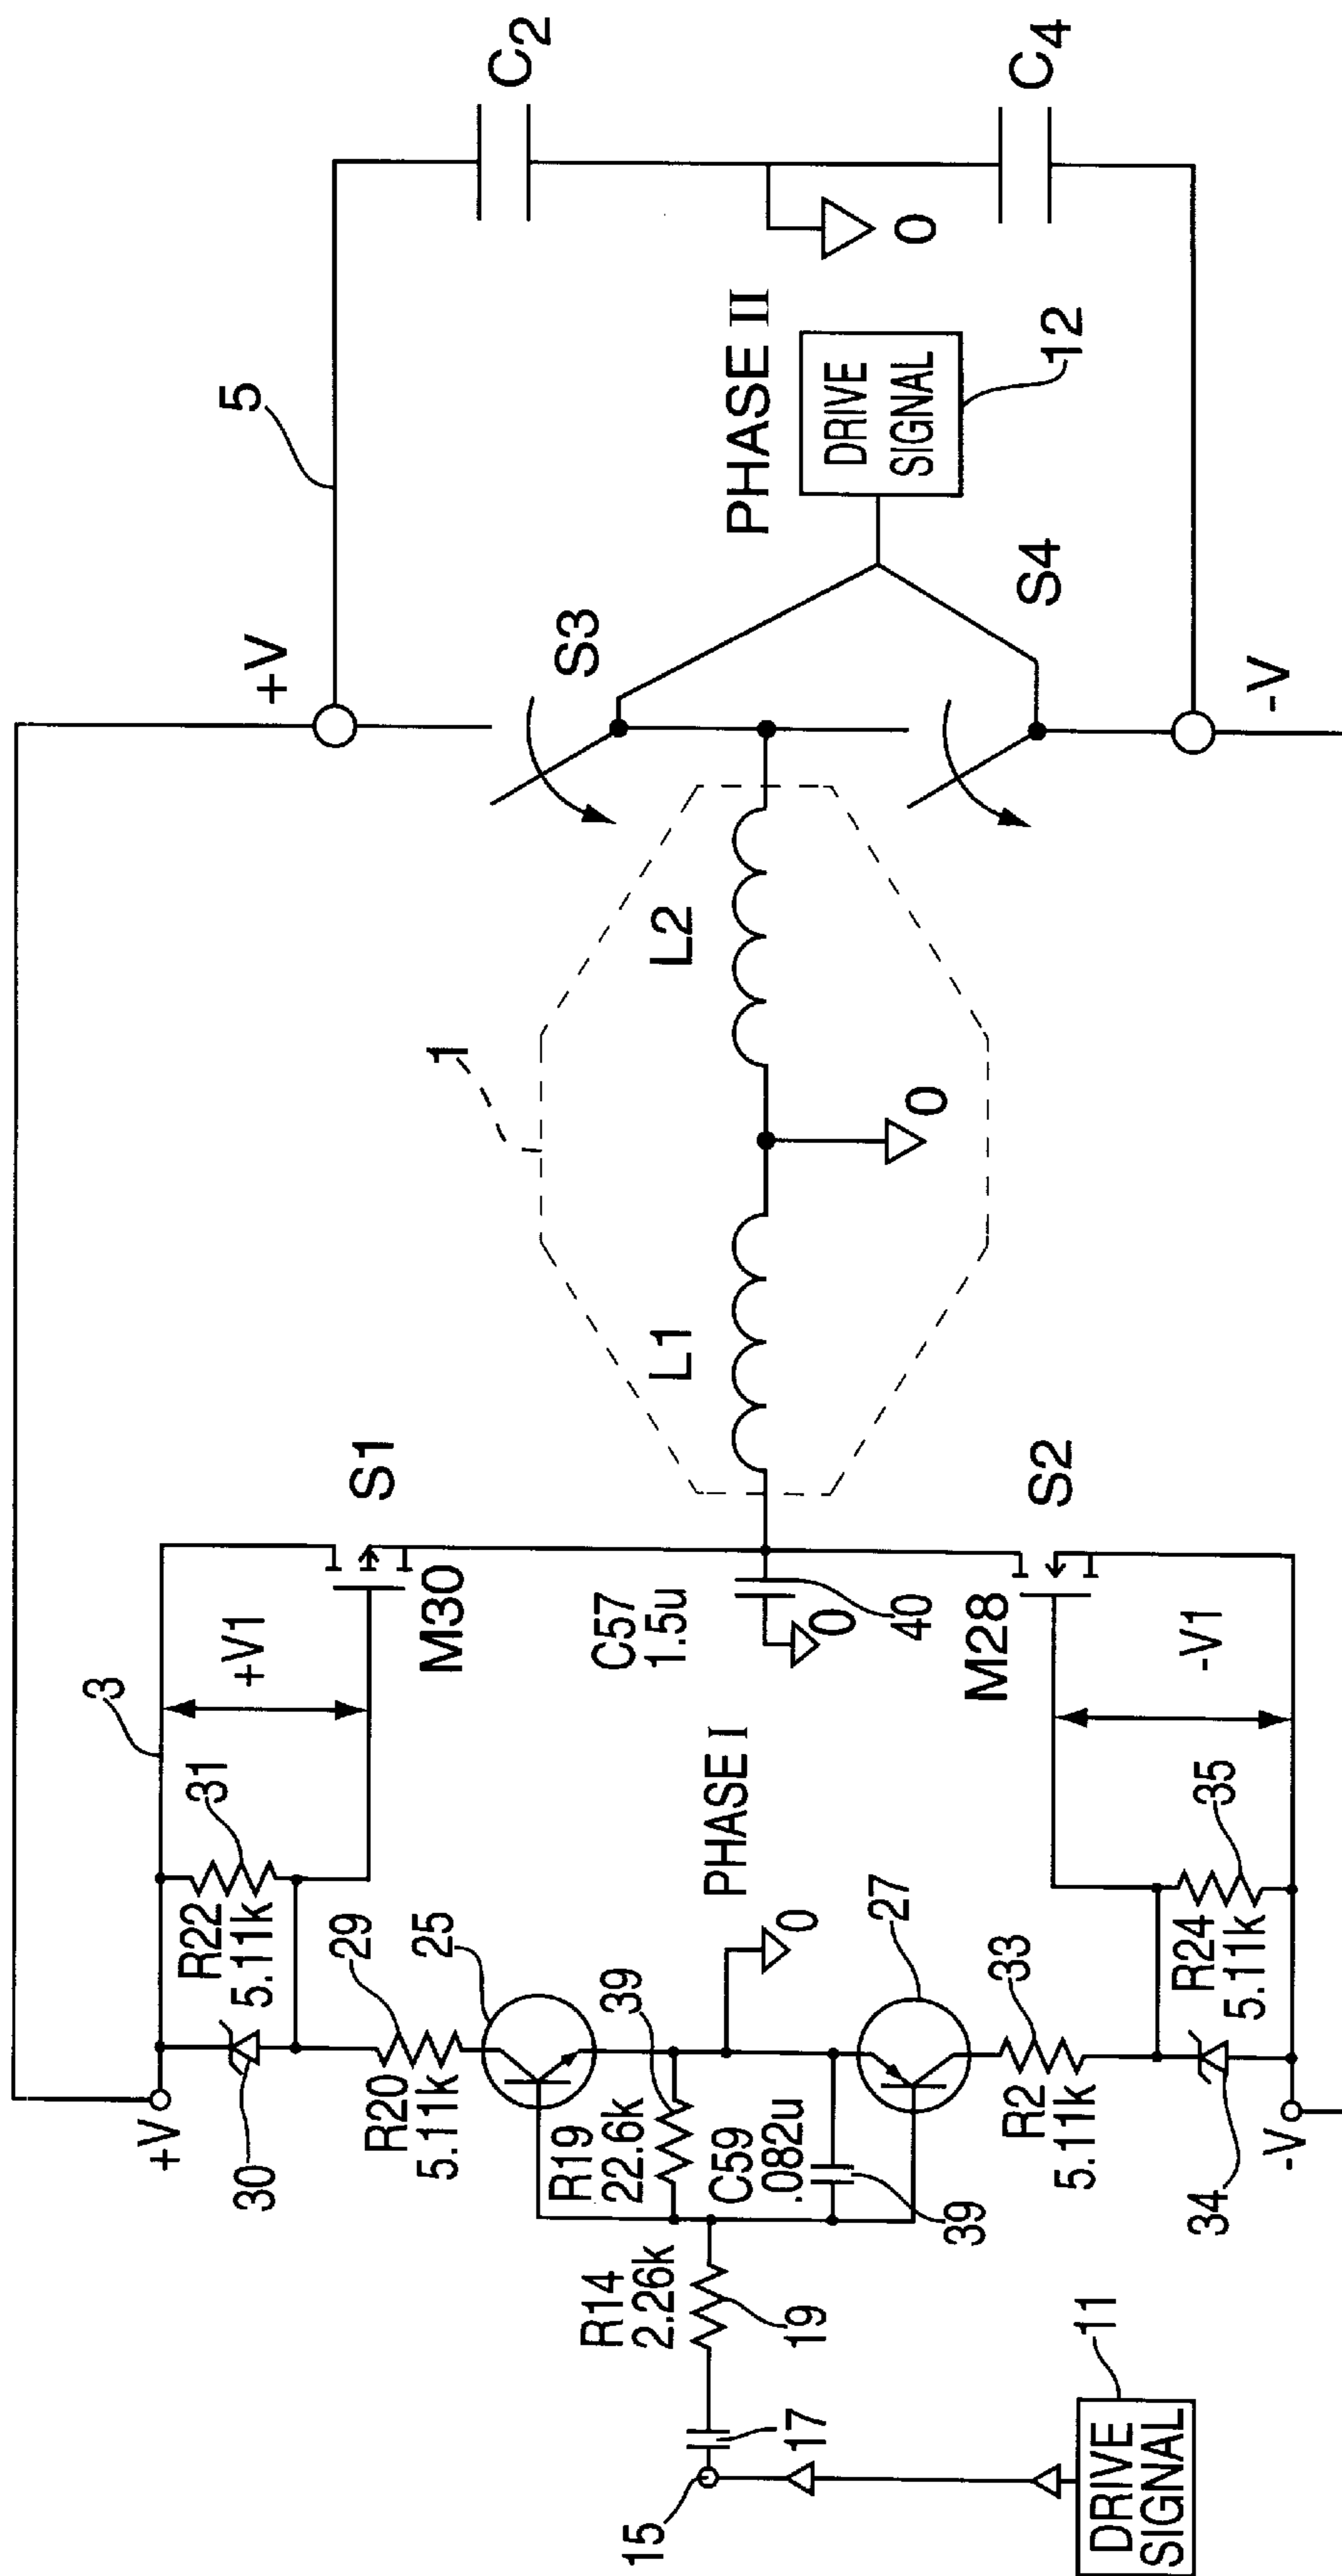 5
+V
C2
S3
PHASE II
0
DRIVE
SIGNAL
12
S4
C4
-V
1
L2
0
L1
3
+V1
S1
M30
31
R22
5.11k
+V
30
29
R20
5.11k
25
PHASE I
C57
1.5u
0
40
39
R19
22.6k
C59
.082u
39
0
27
33
R2
5.11k
M28
S2
-V1
35
R24
5.11k
34
-V
R14
2.26k
19
17
15
11
DRIVE
SIGNAL